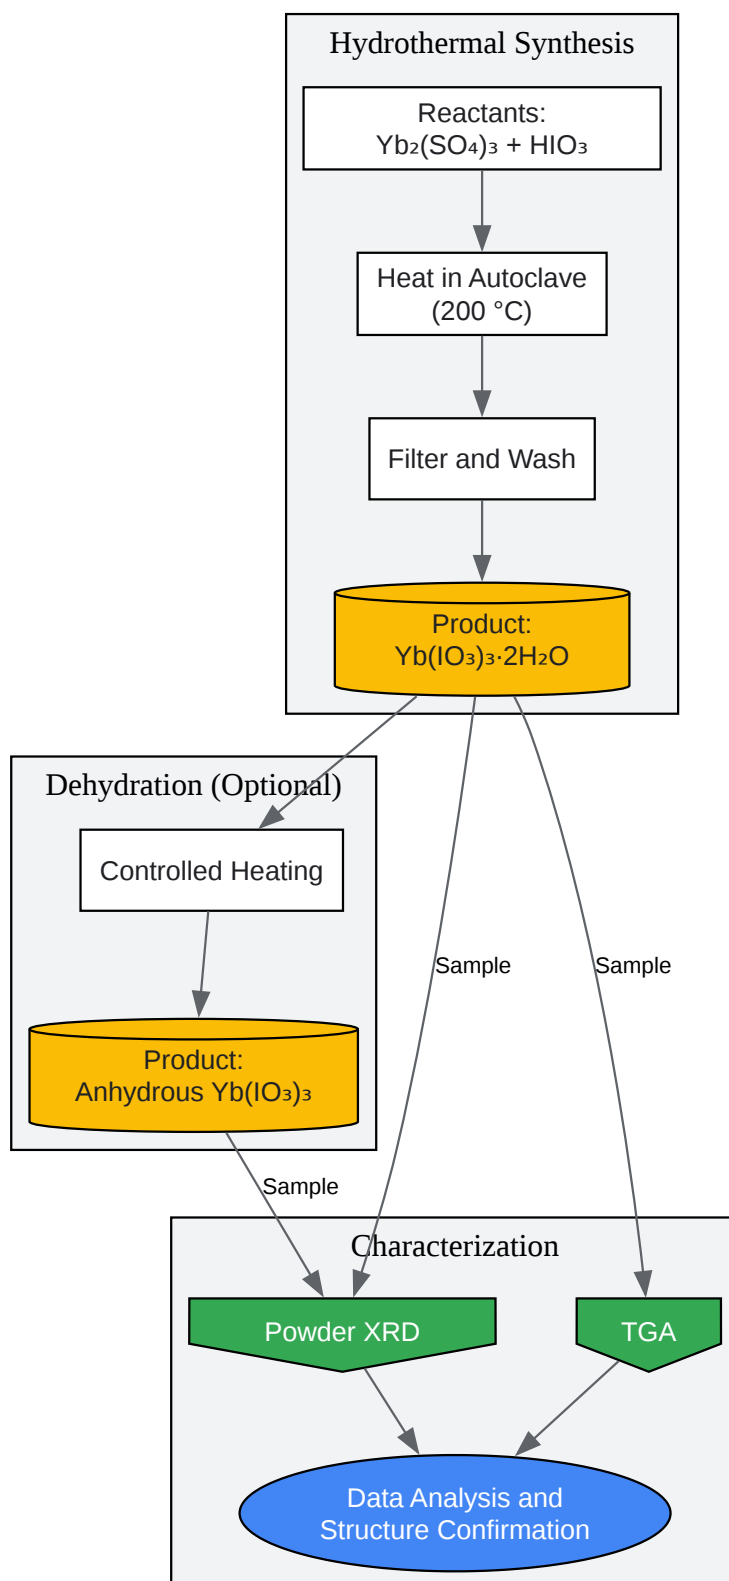 Hydrothermal Synthesis
Reactants:
Yb₂(SO₄)₃ + HIO₃
Heat in Autoclave
(200 °C)
Filter and Wash
Product:
Yb(IO₃)₃·2H₂O
Dehydration (Optional)
Controlled Heating
Sample
Sample
Product:
Anhydrous Yb(IO₃)₃
Sample
Characterization
Powder XRD
TGA
Data Analysis and
Structure Confirmation